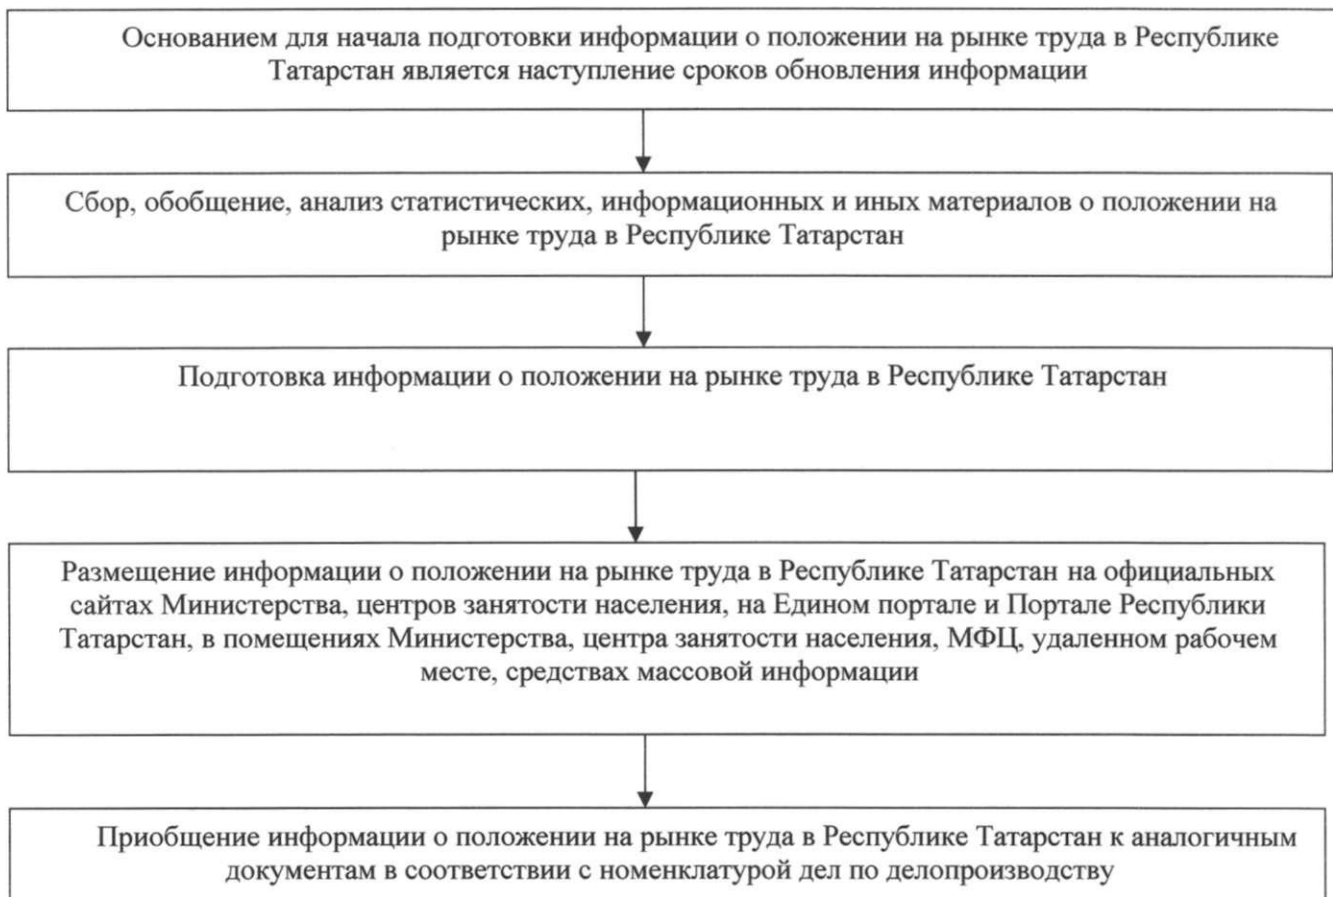 Основанием для начала подготовки информации о положении на рынке труда в Республике
Татарстан является наступление сроков обновления информации
Сбор, обобщение, анализ статистических, информационных и иных материалов о положении на
рынке труда в Республике Татарстан
Подготовка информации о положении на рынке труда в Республике Татарстан
Размещение информации о положении на рынке труда в Республике Татарстан на официальных
сайтах Министерства, центров занятости населения, на Едином портале и Портале Республики
Татарстан, в помещениях Министерства, центра занятости населения, МФЦ, удаленном рабочем
месте, средствах массовой информации
Приобщение информации о положении на рынке труда в Республике Татарстан к аналогичным
документам в соответствии с номенклатурой дел по делопроизводству